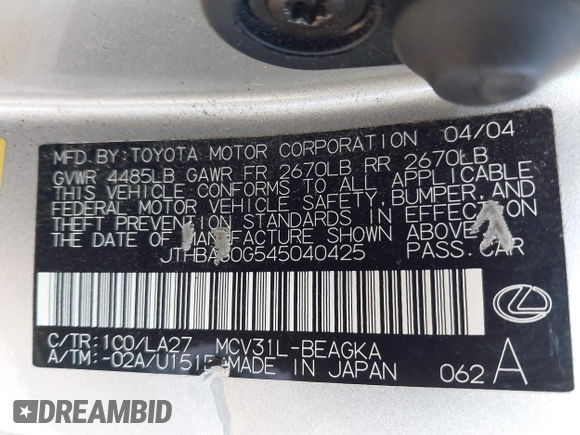 MFD BY: TOYOTA MOTOR CORPORATION 04/04
GVWR 4485LB GAWR FR 2670LB RR 2670LB
THIS VEHICLE CONFORMS TO ALL APPLICABLE
FEDERAL MOTOR VEHICLE SAFETY, BUMPER, AND
THEFT PREVENTION STANDARDS IN EFFECT ON
THE DATE OF MANUFACTURE SHOWN ABOVE.
JTHBA30G545040425 PASS. CAR
C/TR: 1C0/LA27 MCV31L-BEAGKA
A/TM: -02A/U151E MADE IN JAPAN 062 A
DREAMBID